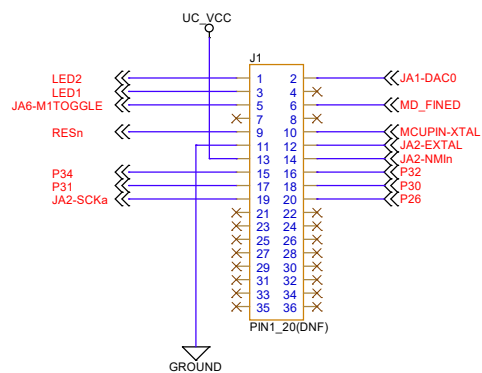 UC_VCC
J1
LED2 1 2 JA1-DAC0
LED1 3 4
JA6-M1TOGGLE 5 6 MD_FINED
7 8
RESn 9 10 MCUPIN-XTAL
11 12 JA2-EXTAL
13 14 JA2-NMIn
P34 15 16 P32
P31 17 18 P30
JA2-SCKa 19 20 P26
21 22
23 24
25 26
27 28
29 30
31 32
33 34
35 36
PIN1_20(DNF)
GROUND